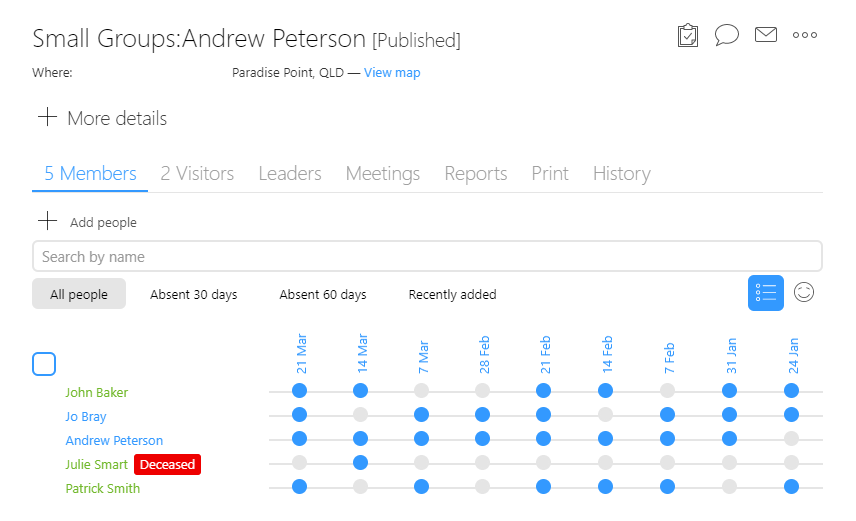 Small Groups:Andrew Peterson [Published]
Where: Paradise Point, QLD — View map
More details
5 Members 2 Visitors Leaders Meetings Reports Print History
Add people
Search by name
All people Absent 30 days Absent 60 days Recently added
21 Mar 14 Mar 7 Mar 28 Feb 21 Feb 14 Feb 7 Feb 31 Jan 24 Jan
John Baker
Jo Bray
Andrew Peterson
Julie Smart Deceased
Patrick Smith